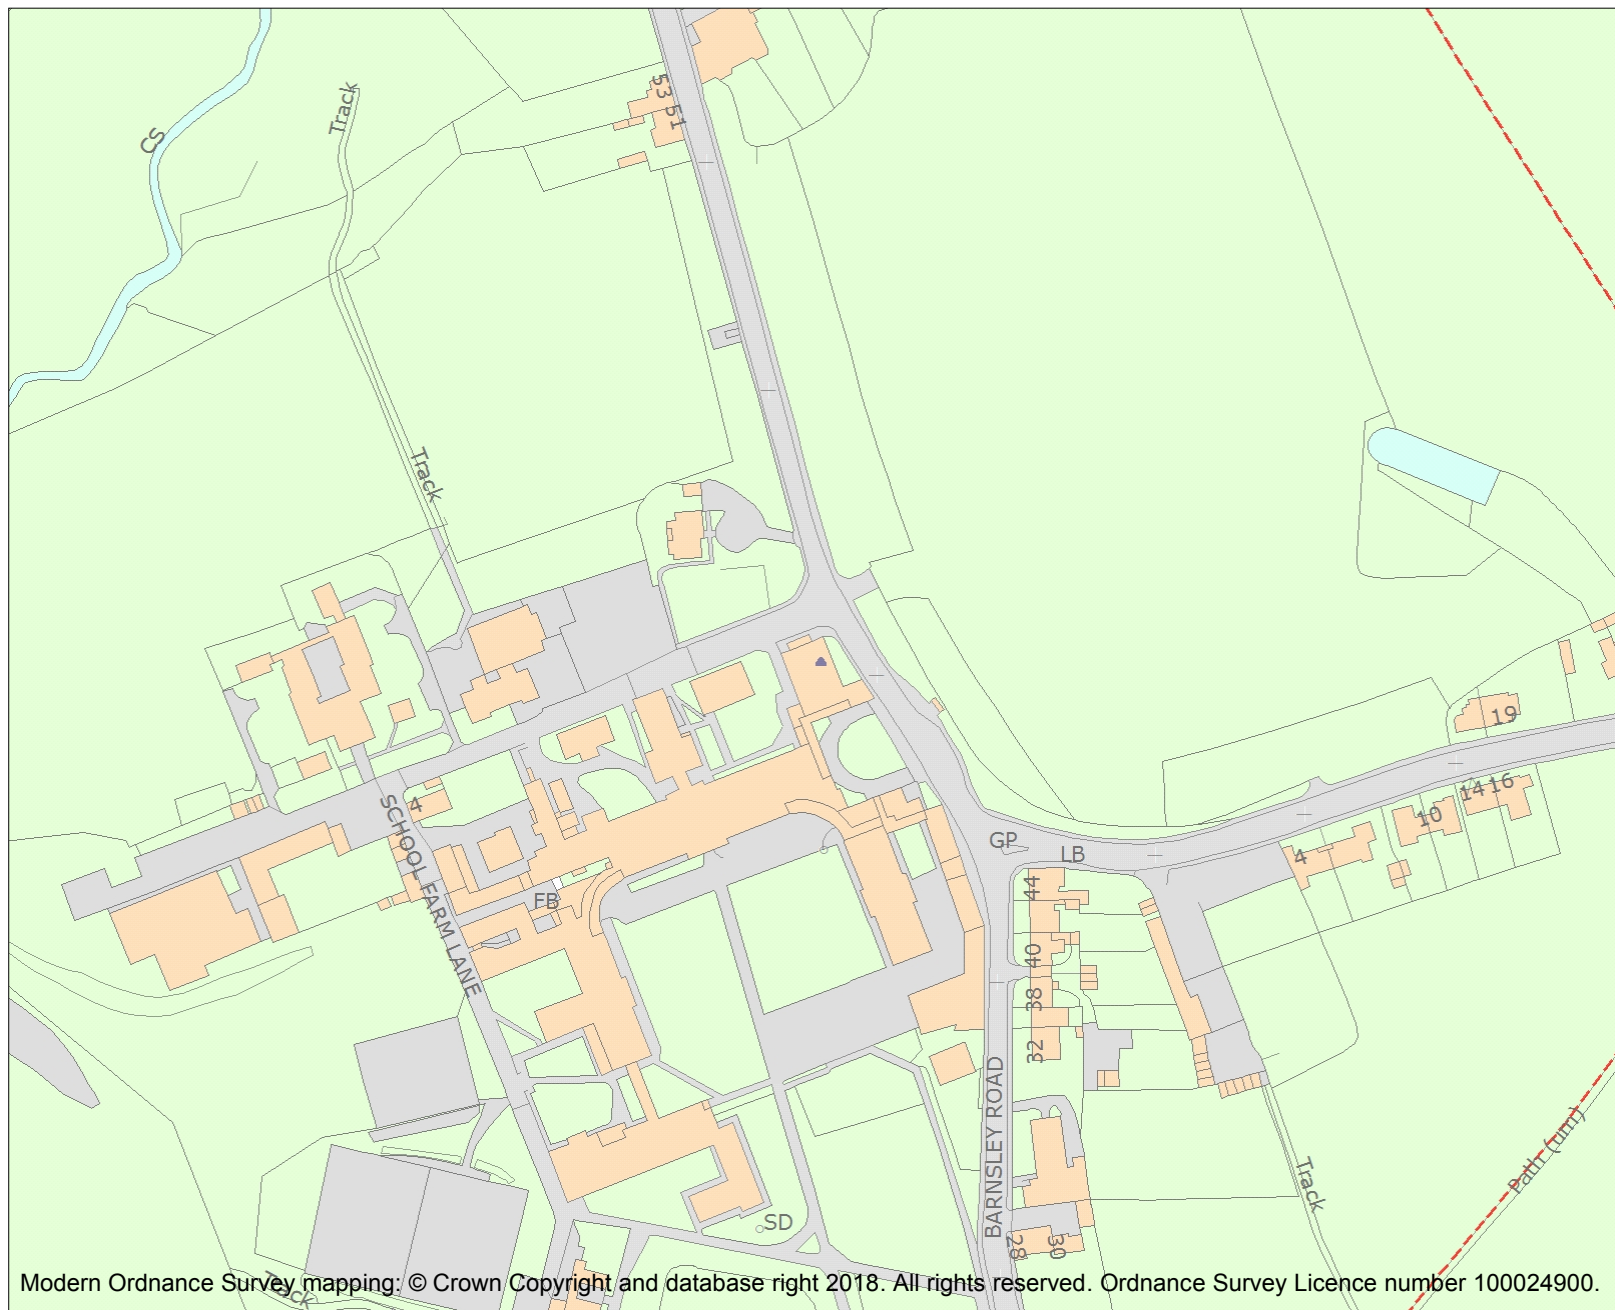 53 51
CS
Track
Track
19
14 16
10
4
4
SCHOOL FARM LANE
GP
LB
44
FB
40
38
32
BARNSLEY ROAD
Path (um)
Track
SD
28
30
Track
Modern Ordnance Survey mapping: © Crown Copyright and database right 2018. All rights reserved. Ordnance Survey Licence number 100024900.